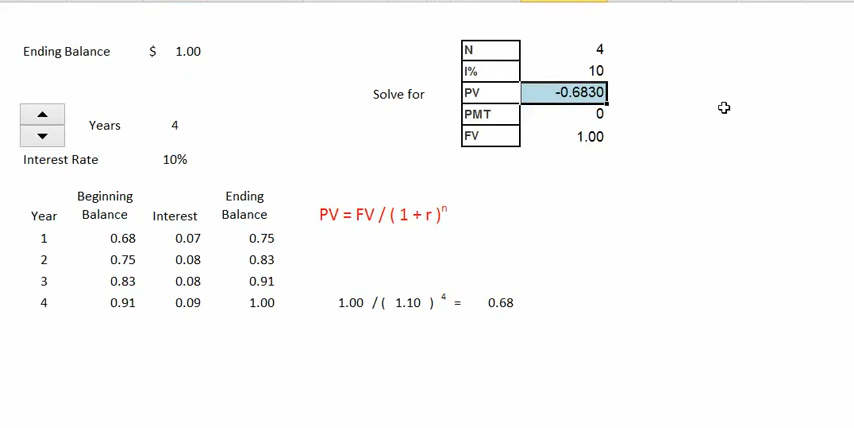 Ending Balance $ 1.00
N 4
I% 10
Solve for PV -0.6830
PMT 0
FV 1.00
Years 4
Interest Rate 10%
Beginning Ending
Year Balance Interest Balance
1 0.68 0.07 0.75
2 0.75 0.08 0.83
3 0.83 0.08 0.91
4 0.91 0.09 1.00
PV = FV / ( 1 + r )ⁿ
1.00 / ( 1.10 ) ⁴ = 0.68